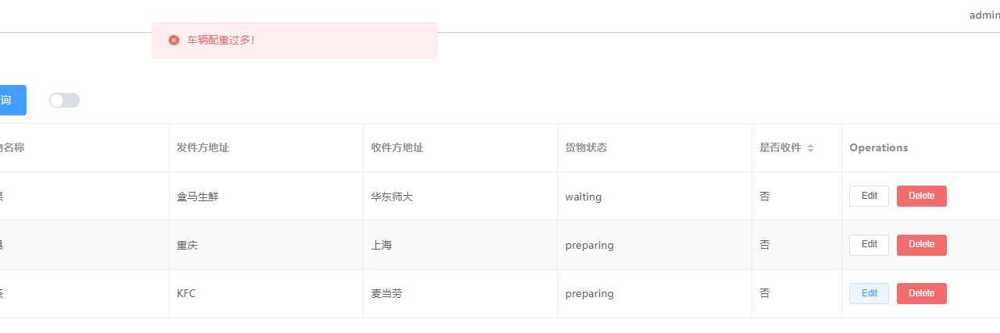 admin
车辆配重过多!
询
物名称 发件方地址 收件方地址 货物状态 是否收件 Operations
盒马生鲜 华东师大 waiting 否 Edit Delete
重庆 上海 preparing 否 Edit Delete
KFC 麦当劳 preparing 否 Edit Delete